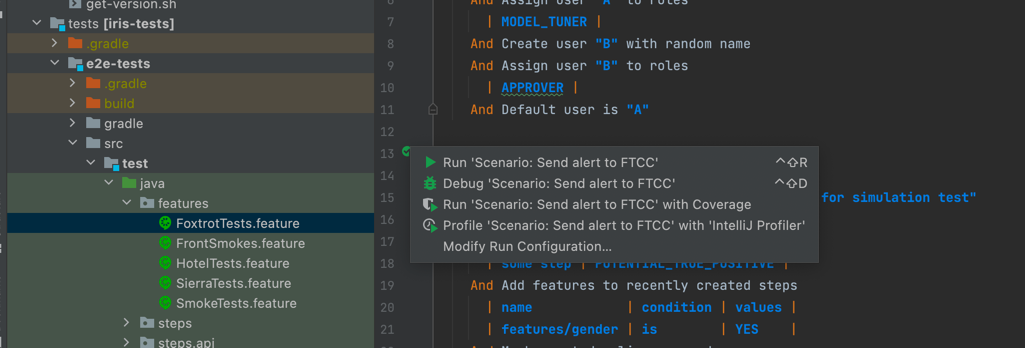 get-version.sh
tests [iris-tests]
.gradle
e2e-tests
.gradle
build
gradle
src
test
java
features
FoxtrotTests.feature
FrontSmokes.feature
HotelTests.feature
SierraTests.feature
SmokeTests.feature
steps
steps.api
6 And Assign user "A" to roles
7 | MODEL_TUNER |
8 And Create user "B" with random name
9 And Assign user "B" to roles
10 | APPROVER |
11 And Default user is "A"
12
13
14
15 for simulation test"
16
17
18 | some step | POTENTIAL_TRUE_POSITIVE |
19 And Add features to recently created steps
20 | name | condition | values |
21 | features/gender | is | YES |
Run 'Scenario: Send alert to FTCC' ^⇧R
Debug 'Scenario: Send alert to FTCC' ^⇧D
Run 'Scenario: Send alert to FTCC' with Coverage
Profile 'Scenario: Send alert to FTCC' with 'IntelliJ Profiler'
Modify Run Configuration...